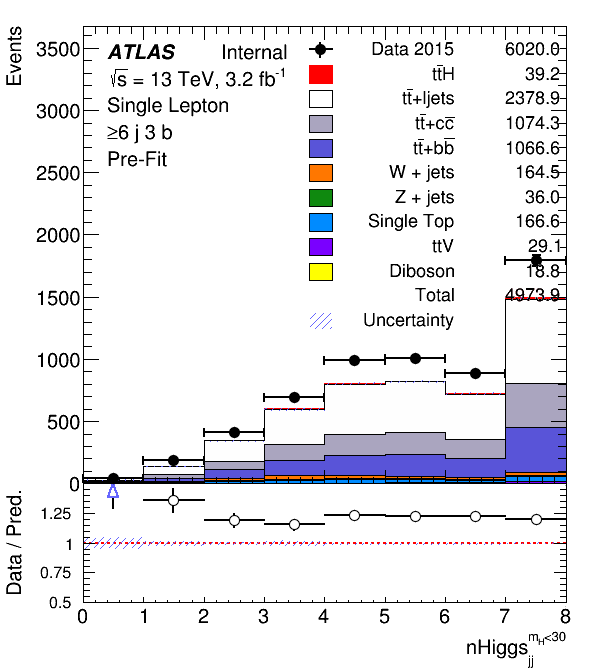 Events
3500
3000
2500
2000
1500
1000
500
0
ATLAS Internal
√s = 13 TeV, 3.2 fb⁻¹
Single Lepton
≥6 j 3 b
Pre-Fit
Data 2015 6020.0
tt̄H 39.2
tt̄+ljets 2378.9
tt̄+cc̄ 1074.3
tt̄+bb̄ 1066.6
W + jets 164.5
Z + jets 36.0
Single Top 166.6
ttV 29.1
Diboson 18.8
Total 4973.9
Uncertainty
Data / Pred.
1.25
1
0.75
0.5
0 1 2 3 4 5 6 7 8
nHiggs_jj^{m_H<30}